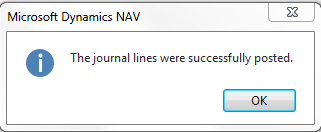 Microsoft Dynamics NAV
The journal lines were successfully posted.
OK